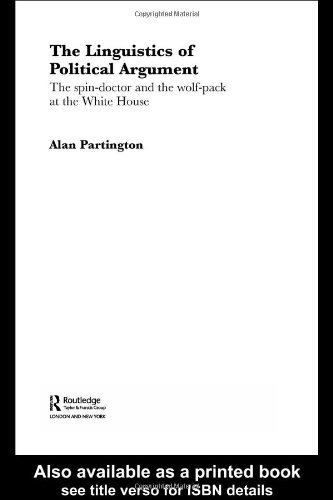 Copyrighted Material
The Linguistics of
Political Argument
The spin-doctor and the wolf-pack
at the White House
Alan Partington
R Routledge
Taylor & Francis Group
LONDON AND NEW YORK
Copyrighted Material
Also available as a printed book
see title verso for ISBN details